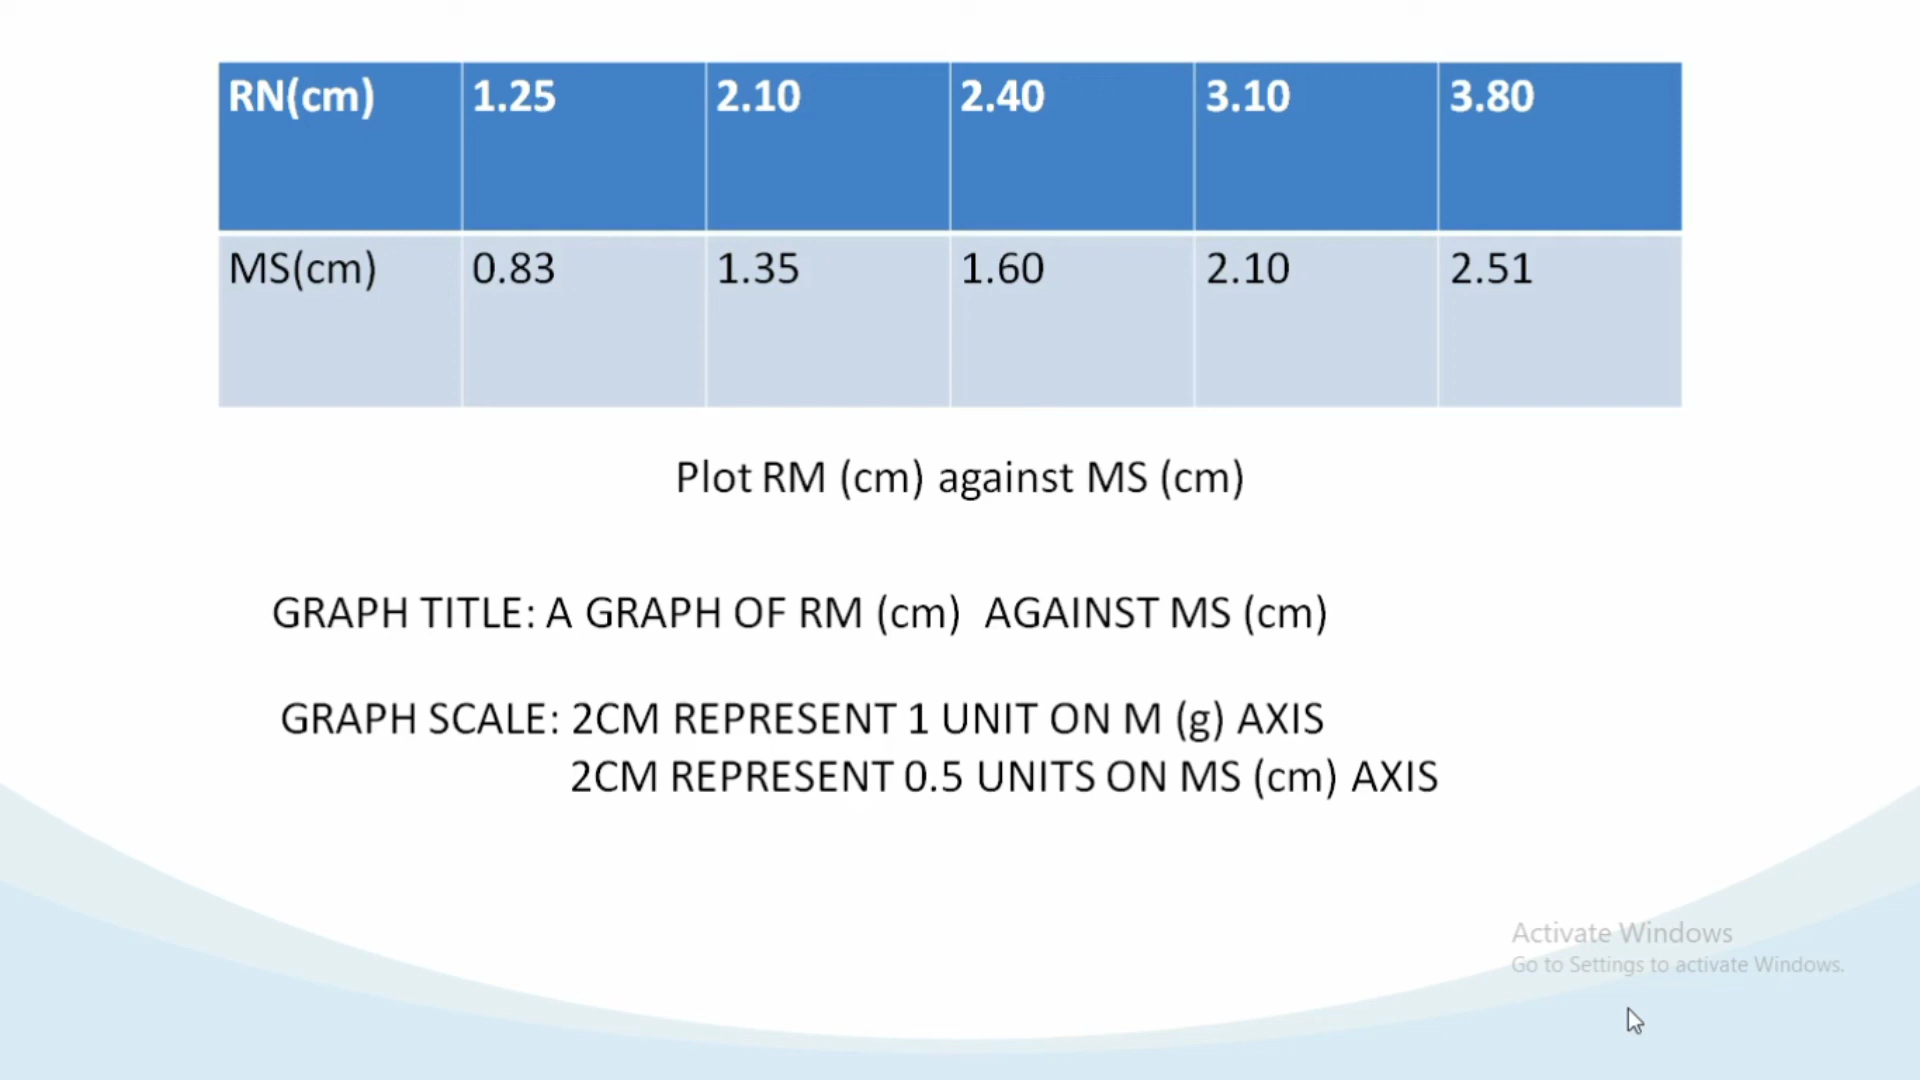 RN(cm) 1.25 2.10 2.40 3.10 3.80
MS(cm) 0.83 1.35 1.60 2.10 2.51
Plot RM (cm) against MS (cm)
GRAPH TITLE: A GRAPH OF RM (cm) AGAINST MS (cm)
GRAPH SCALE: 2CM REPRESENT 1 UNIT ON M (g) AXIS
2CM REPRESENT 0.5 UNITS ON MS (cm) AXIS
Activate Windows
Go to Settings to activate Windows.